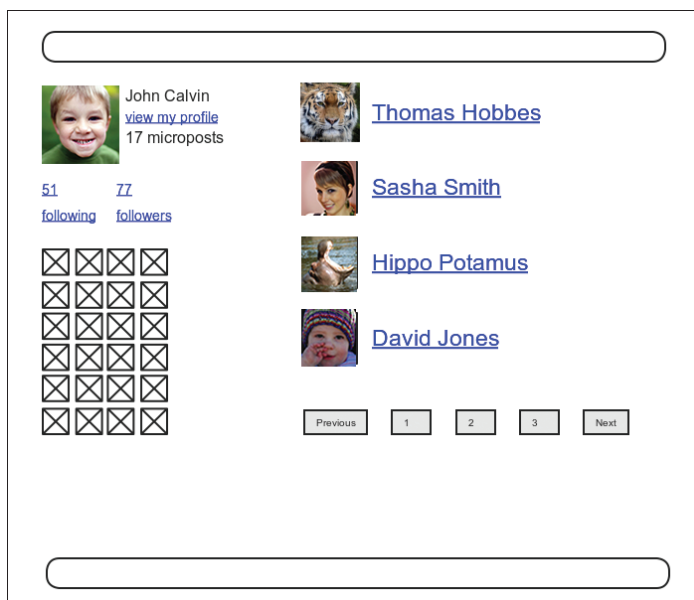 John Calvin
view my profile
17 microposts
51 77
following followers
Thomas Hobbes
Sasha Smith
Hippo Potamus
David Jones
Previous 1 2 3 Next